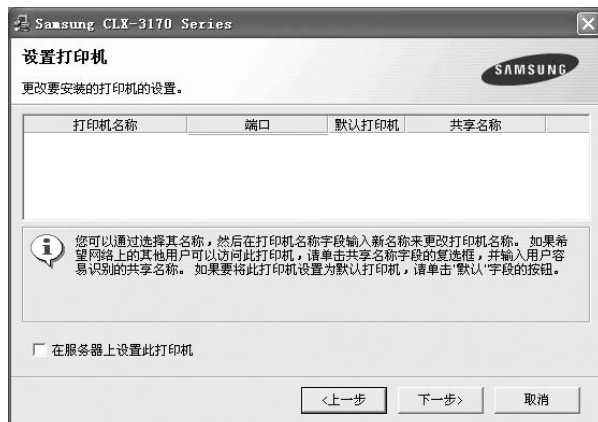 Samsung CLX-3170 Series
设置打印机
更改要安装的打印机的设置。
SAMSUNG
打印机名称 端口 默认打印机 共享名称
您可以通过选择其名称，然后在打印机名称字段输入新名称来更改打印机名称。 如果希
望网络上的其他用户可以访问此打印机，请单击共享名称字段的复选框，并输入用户容
易识别的共享名称。 如果要将此打印机设置为默认打印机，请单击'默认'字段的按钮。
在服务器上设置此打印机
<上一步 下一步> 取消